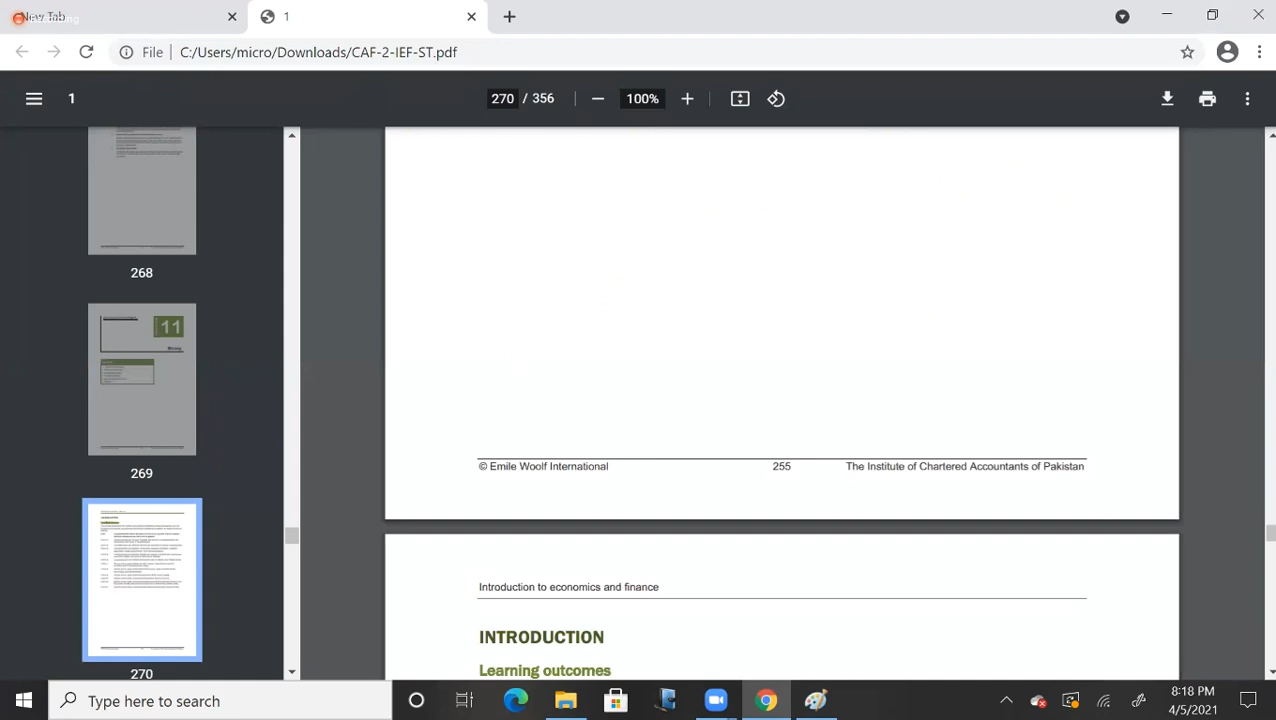 New Tab
1
File
C:/Users/micro/Downloads/CAF-2-IEF-ST.pdf
1
270 / 356
100%
268
11
269
270
© Emile Woolf International
255
The Institute of Chartered Accountants of Pakistan
Introduction to economics and finance
INTRODUCTION
Learning outcomes
Type here to search
8:18 PM
4/5/2021